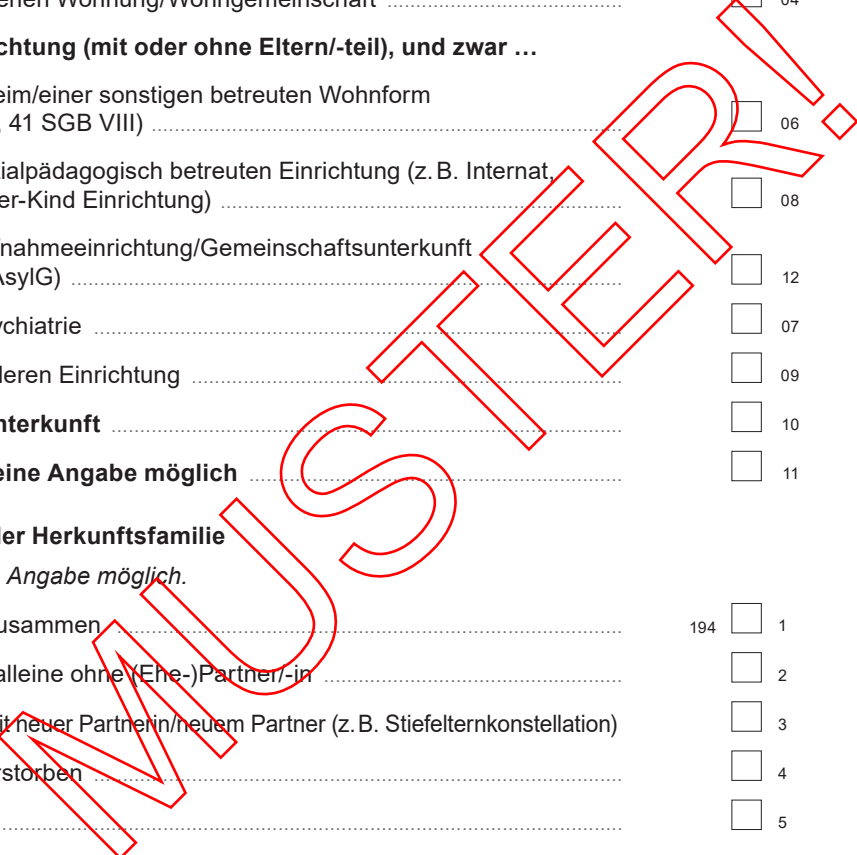 enen Wohnung/Wohngemeinschaft 04
chtung (mit oder ohne Eltern/-teil), und zwar …
eim/einer sonstigen betreuten Wohnform
, 41 SGB VIII) 06
zialpädagogisch betreuten Einrichtung (z. B. Internat,
er-Kind Einrichtung) 08
fnahmeeinrichtung/Gemeinschaftsunterkunft
AsylG) 12
ychiatrie 07
deren Einrichtung 09
nterkunft 10
eine Angabe möglich 11
der Herkunftsfamilie
Angabe möglich.
usammen 194 1
alleine ohne (Ehe-)Partner/-in 2
it neuer Partnerin/neuem Partner (z. B. Stiefelternkonstellation) 3
rstorben 4
5
MUSTER!